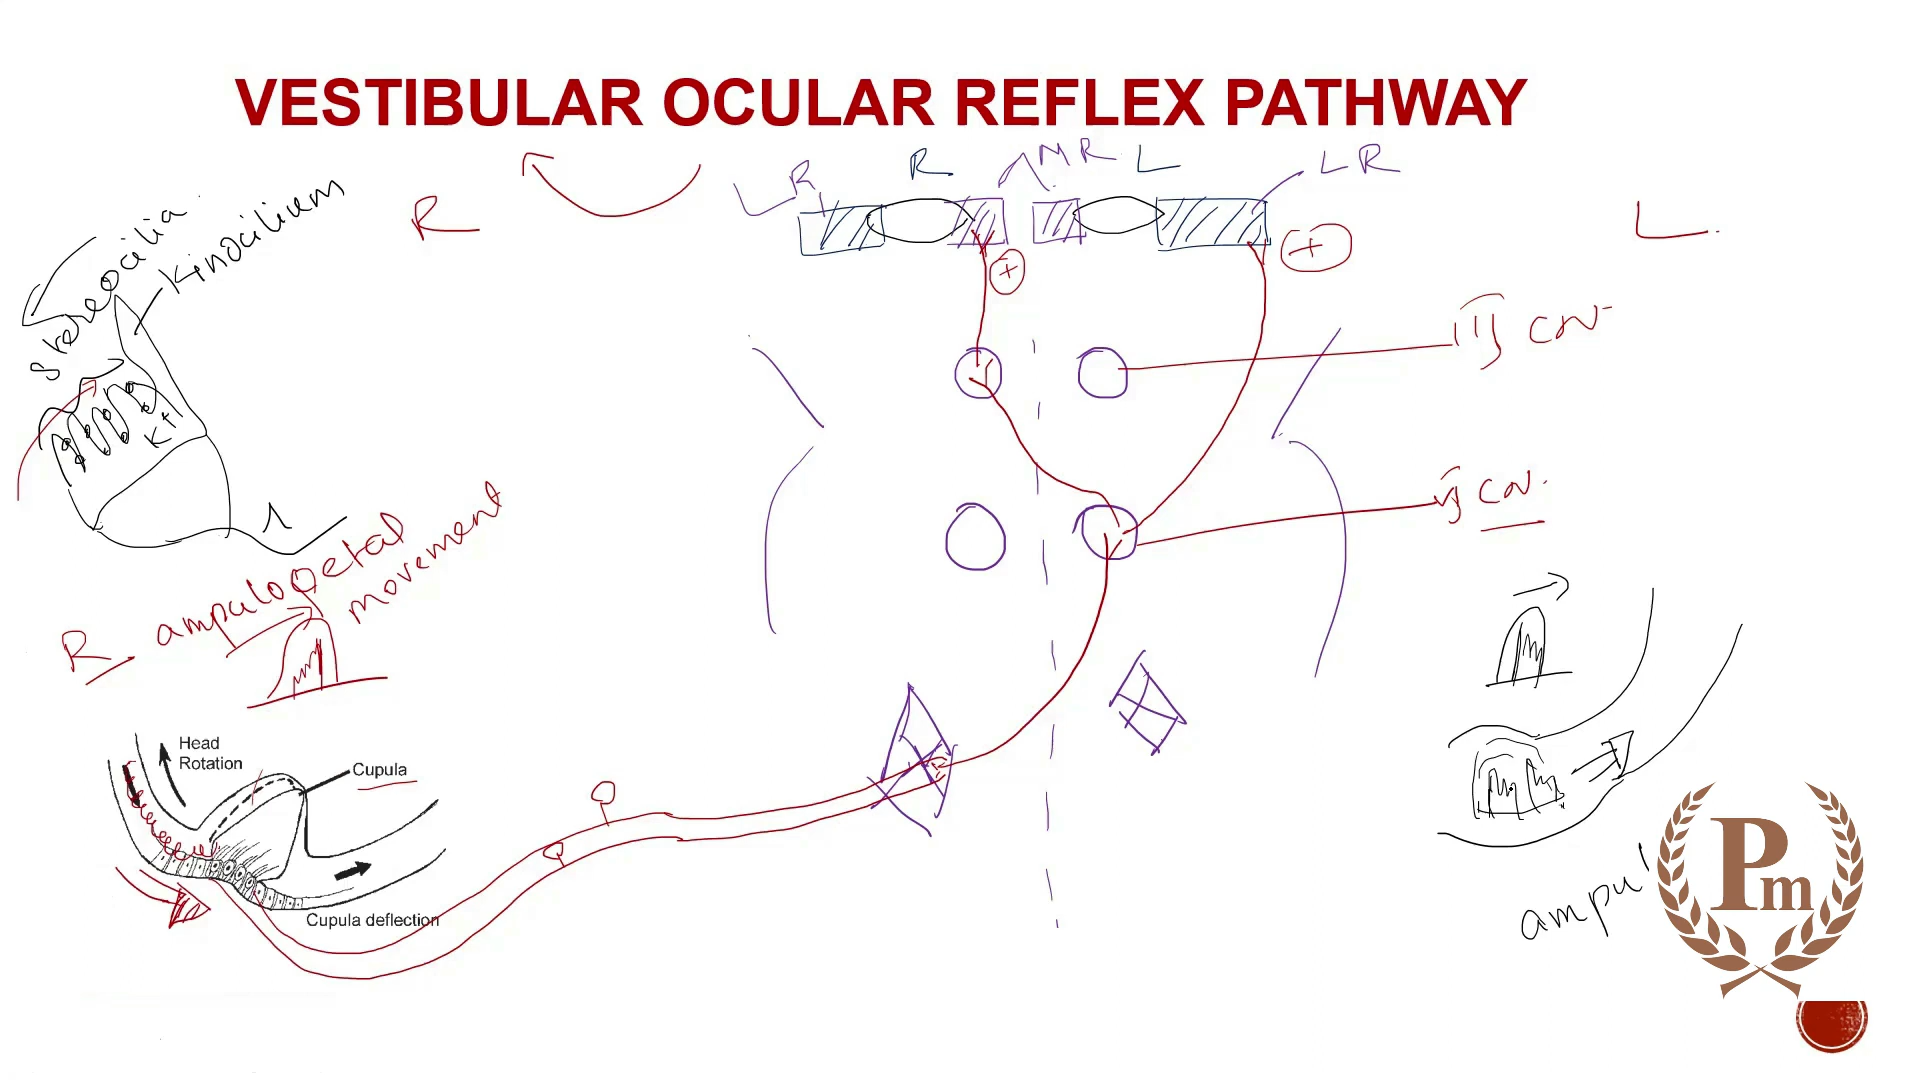 VESTIBULAR OCULAR REFLEX PATHWAY
R
LR
R
MR
L
LR
L
stereocilia
kinocilium
K+
+
+
III CN
VI CN.
R ampulopetal
movement
Head
Rotation
Cupula
Cupula deflection
ampul
Pm